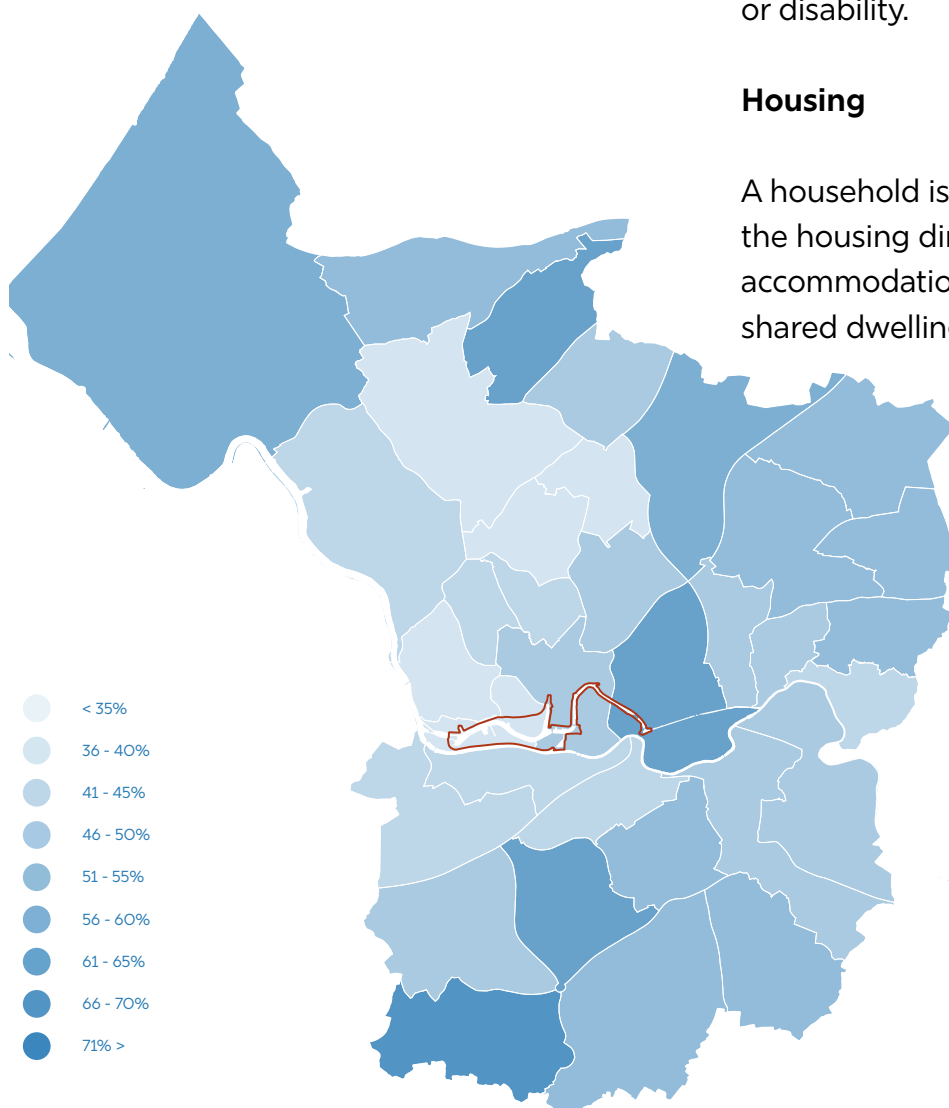 or disability.
Housing
A household is
the housing di
accommodatio
shared dwellin
< 35%
36 - 40%
41 - 45%
46 - 50%
51 - 55%
56 - 60%
61 - 65%
66 - 70%
71% >